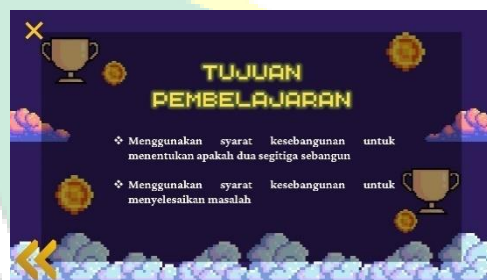 TUJUAN
PEMBELAJARAN
❖ Menggunakan syarat kesebangunan untuk
menentukan apakah dua segitiga sebangun
❖ Menggunakan syarat kesebangunan untuk
menyelesaikan masalah